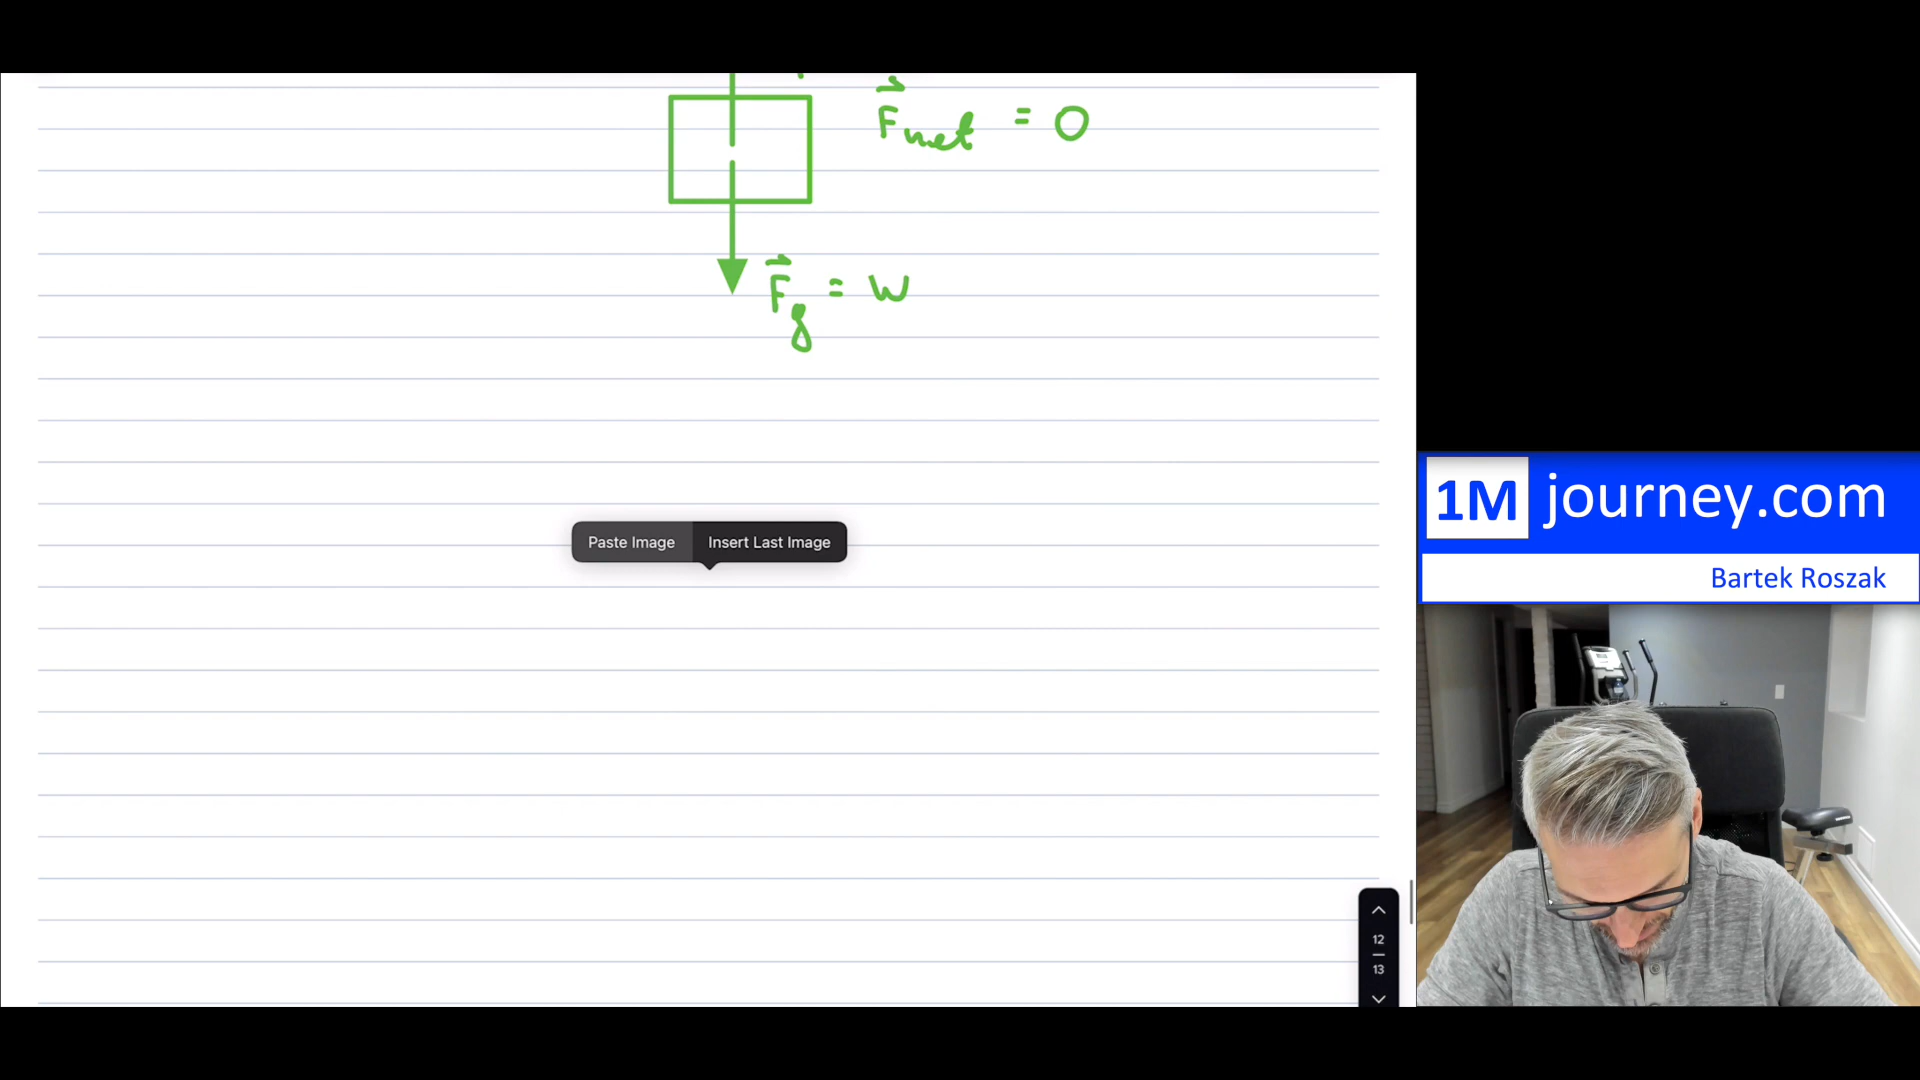 F⃗net = 0
F⃗g = w
Paste Image
Insert Last Image
12
13
1M journey.com
Bartek Roszak